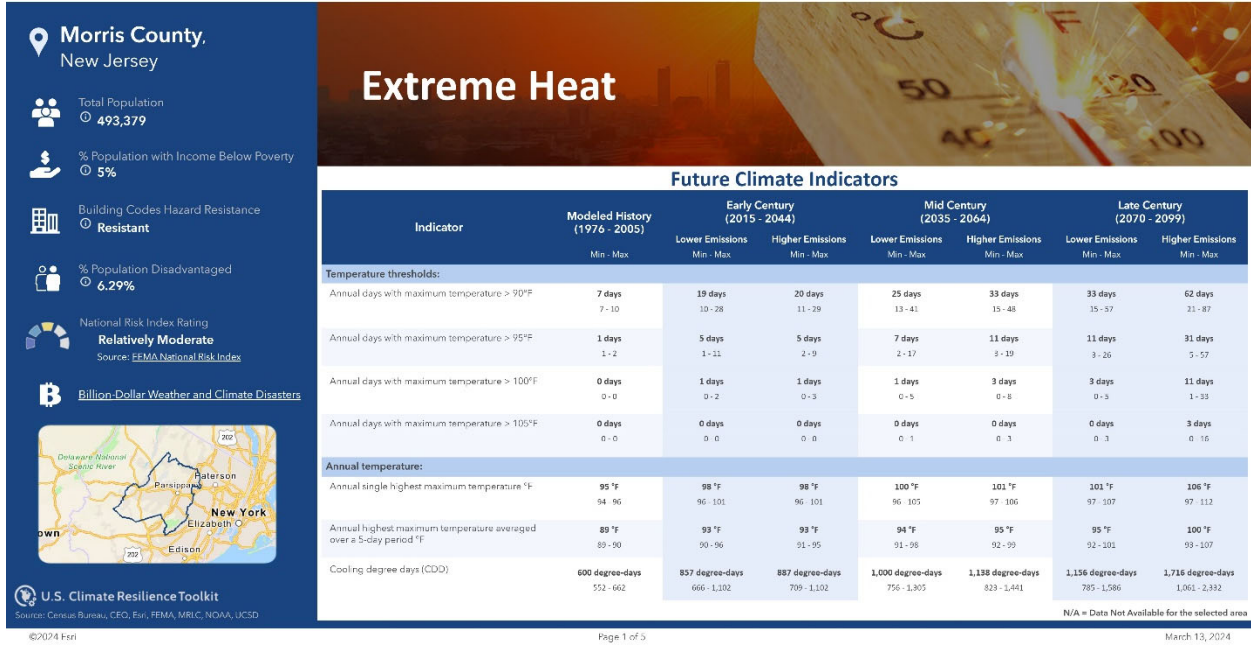 Morris County,
New Jersey
Total Population
493,379
% Population with Income Below Poverty
5%
Building Codes Hazard Resistance
Resistant
% Population Disadvantaged
6.29%
National Risk Index Rating
Relatively Moderate
Source: FEMA National Risk Index
Billion-Dollar Weather and Climate Disasters
202
Delaware National
Scenic River
Paterson
Parsippany
New York
Elizabeth
own
Edison
202
U.S. Climate Resilience Toolkit
Source: Census Bureau, CEQ, Esri, FEMA, MRLC, NOAA, UCSD
Extreme Heat
°C F
50 120
40 100
Future Climate Indicators
Indicator
Modeled History
(1976 - 2005)
Early Century
(2015 - 2044)
Mid Century
(2035 - 2064)
Late Century
(2070 - 2099)
Lower Emissions Higher Emissions Lower Emissions Higher Emissions Lower Emissions Higher Emissions
Min - Max Min - Max Min - Max Min - Max Min - Max Min - Max Min - Max
Temperature thresholds:
Annual days with maximum temperature > 90°F 7 days 19 days 20 days 25 days 33 days 33 days 62 days
7 - 10 10 - 28 11 - 29 13 - 41 15 - 48 15 - 57 21 - 87
Annual days with maximum temperature > 95°F 1 days 5 days 5 days 7 days 11 days 11 days 31 days
1 - 2 1 - 11 2 - 9 2 - 17 3 - 19 3 - 26 5 - 57
Annual days with maximum temperature > 100°F 0 days 1 days 1 days 1 days 3 days 3 days 11 days
0 - 0 0 - 2 0 - 3 0 - 5 0 - 8 0 - 5 1 - 33
Annual days with maximum temperature > 105°F 0 days 0 days 0 days 0 days 0 days 0 days 3 days
0 - 0 0 0 0 0 0 1 0 3 0 3 0 16
Annual temperature:
Annual single highest maximum temperature °F 95 °F 98 °F 98 °F 100 °F 101 °F 101 °F 106 °F
94 - 96 96 - 101 96 - 101 96 - 105 97 - 106 97 - 107 97 - 112
Annual highest maximum temperature averaged
over a 5-day period °F 89 °F 93 °F 93 °F 94 °F 95 °F 95 °F 100 °F
89 - 90 90 - 96 91 - 95 91 - 98 92 - 99 92 - 101 93 - 107
Cooling degree days (CDD) 600 degree-days 857 degree-days 887 degree-days 1,000 degree-days 1,138 degree-days 1,156 degree-days 1,716 degree-days
552 - 662 666 - 1,102 709 - 1,102 756 - 1,305 823 - 1,441 785 - 1,586 1,061 - 2,332
N/A = Data Not Available for the selected area
©2024 Esri
Page 1 of 5
March 13, 2024